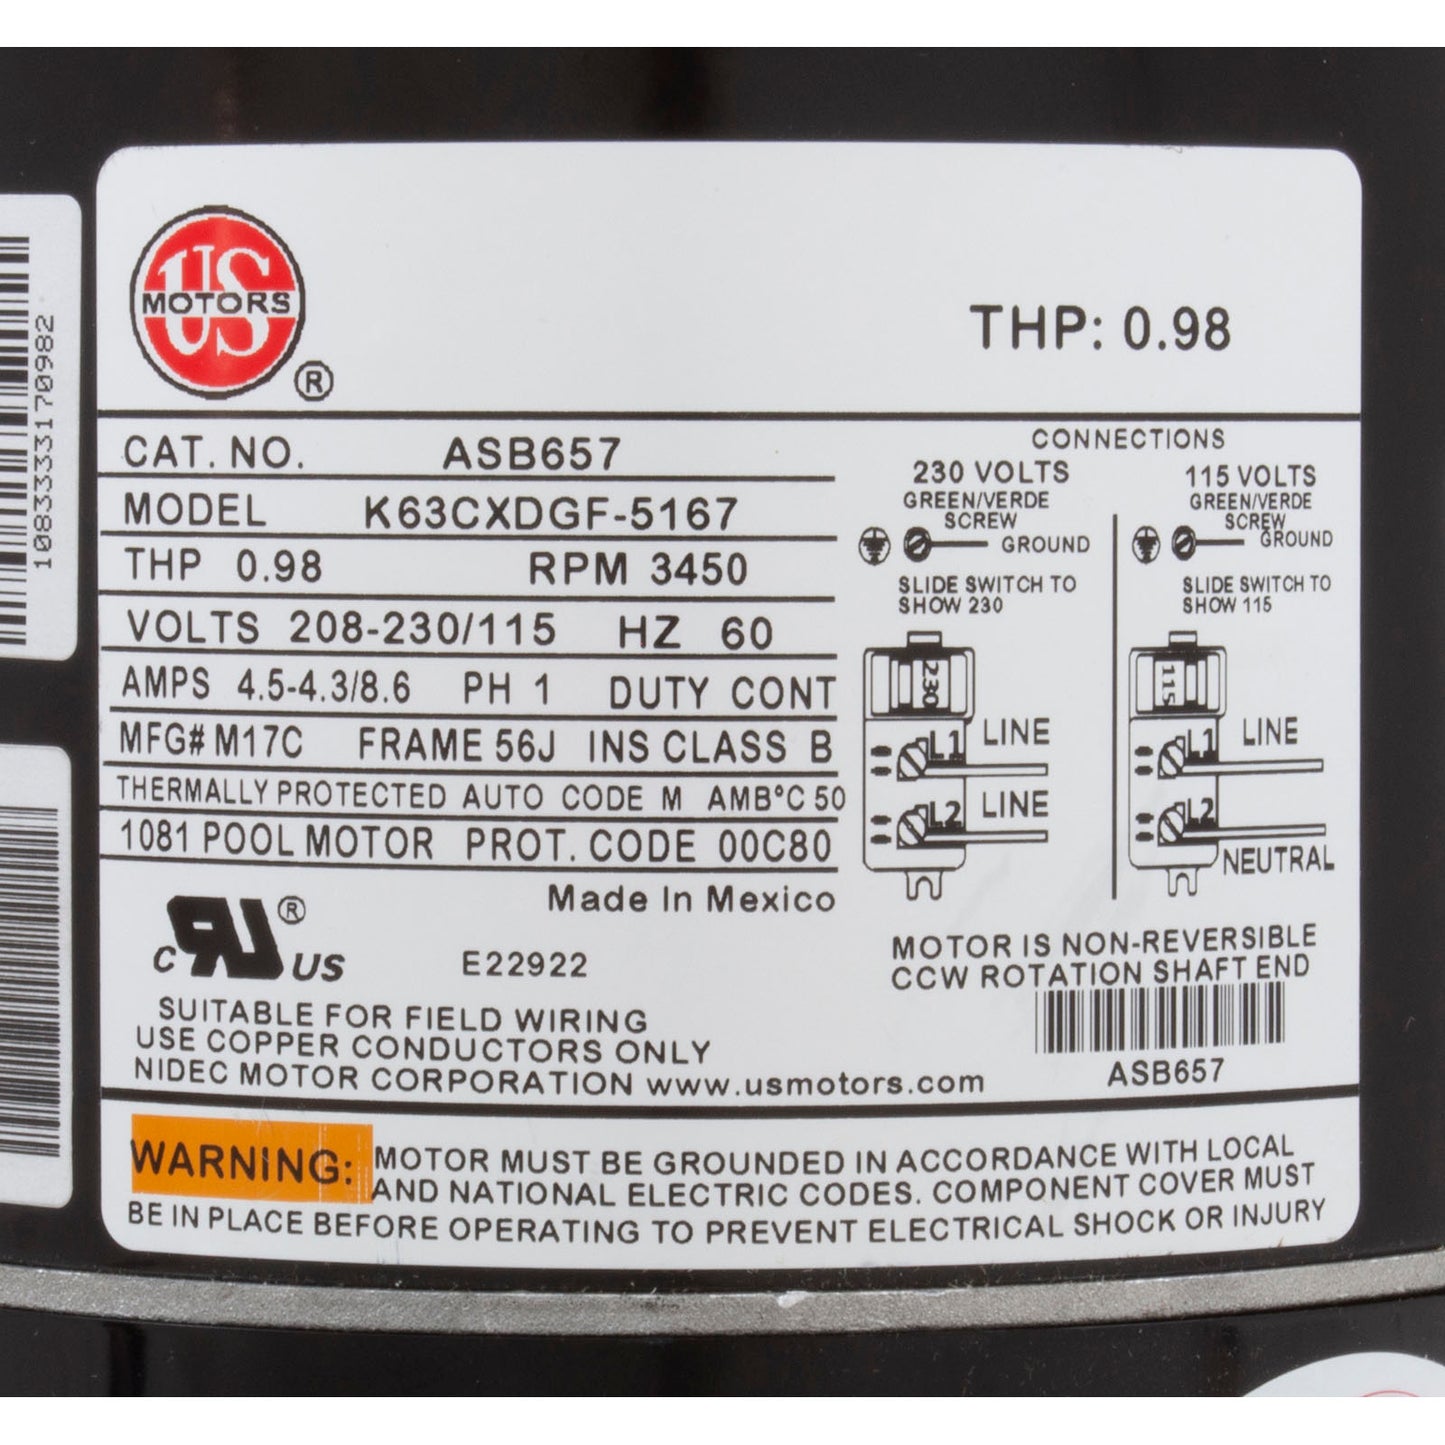 US
MOTORS
®
THP: 0.98
CAT. NO. ASB657
MODEL K63CXDGF-5167
THP 0.98 RPM 3450
VOLTS 208-230/115 HZ 60
AMPS 4.5-4.3/8.6 PH 1 DUTY CONT
MFG# M17C FRAME 56J INS CLASS B
THERMALLY PROTECTED AUTO CODE M AMB°C 50
1081 POOL MOTOR PROT. CODE 00C80
Made In Mexico
C UR ® US
E22922
SUITABLE FOR FIELD WIRING
USE COPPER CONDUCTORS ONLY
NIDEC MOTOR CORPORATION www.usmotors.com
CONNECTIONS
230 VOLTS
GREEN/VERDE
SCREW
GROUND
SLIDE SWITCH TO
SHOW 230
230
L1 LINE
L2 LINE
115 VOLTS
GREEN/VERDE
SCREW
GROUND
SLIDE SWITCH TO
SHOW 115
115
L1 LINE
L2
NEUTRAL
MOTOR IS NON-REVERSIBLE
CCW ROTATION SHAFT END
ASB657
WARNING: MOTOR MUST BE GROUNDED IN ACCORDANCE WITH LOCAL
AND NATIONAL ELECTRIC CODES. COMPONENT COVER MUST
BE IN PLACE BEFORE OPERATING TO PREVENT ELECTRICAL SHOCK OR INJURY
1083333170982